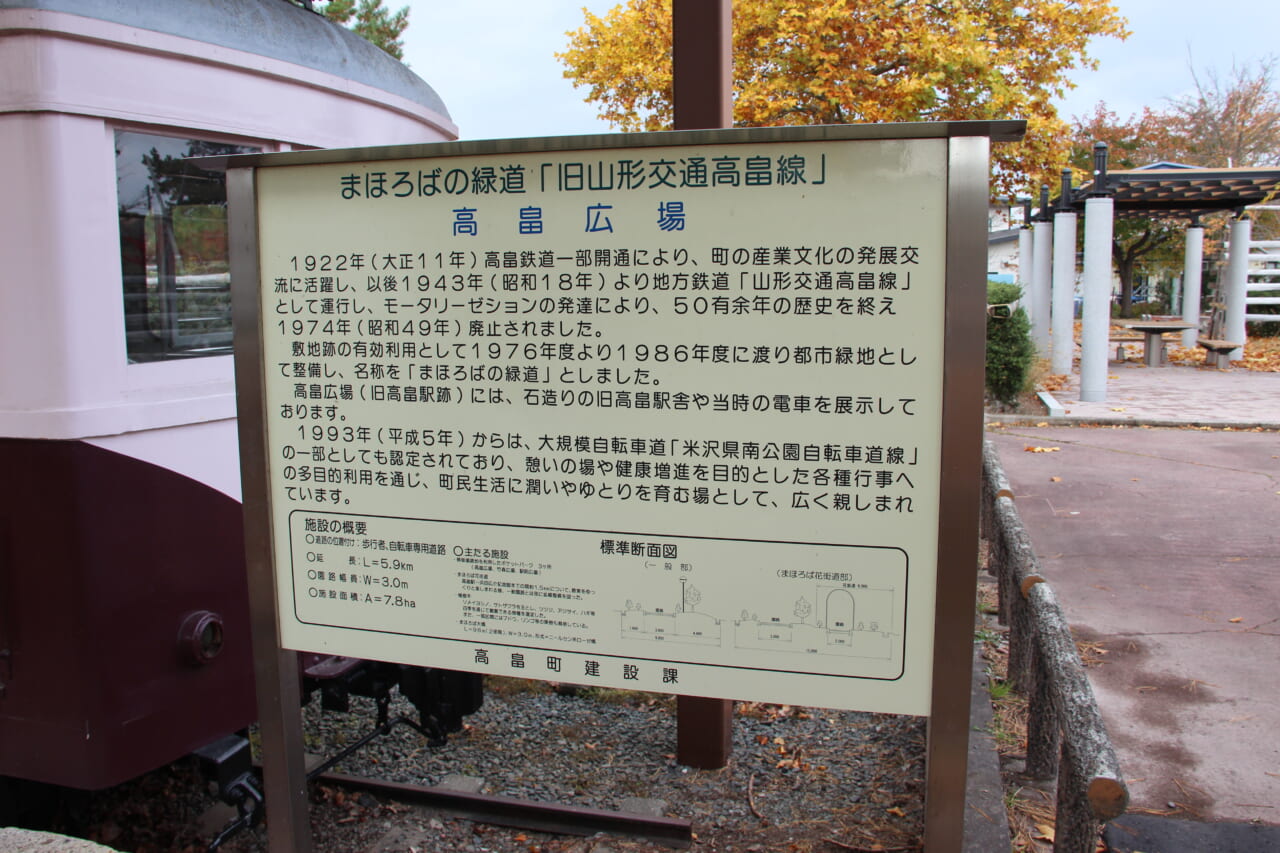 まほろばの緑道「旧山形交通高畠線」
高畠広場
1922年(大正11年)高畠鉄道一部開通により、町の産業文化の発展交
流に活躍し、以後1943年(昭和18年)より地方鉄道「山形交通高畠線」
として運行し、モータリーゼションの発達により、50有余年の歴史を終え
1974年(昭和49年)廃止されました。
敷地跡の有効利用として1976年度より1986年度に渡り都市緑地とし
て整備し、名称を「まほろばの緑道」としました。
高畠広場(旧高畠駅跡)には、石造りの旧高畠駅舎や当時の電車を展示して
おります。
1993年(平成5年)からは、大規模自転車道「米沢県南公園自転車道線」
の一部としても認定されており、憩いの場や健康増進を目的とした各種行事へ
の多目的利用を通じ、町民生活に潤いやゆとりを育む場として、広く親しまれ
ています。
施設の概要
○道路の位置付け:歩行者、自転車専用道路
○延長:L=5.9km
○園路幅員:W=3.0m
○施設面積:A=7.8ha
○主たる施設
標準断面図
(一般部)
(まほろば花街道部)
高畠町建設課